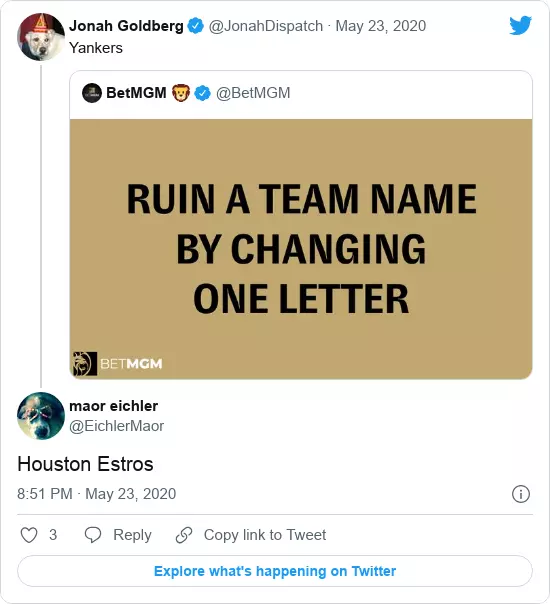 Jonah Goldberg @JonahDispatch · May 23, 2020
Yankers
BetMGM 🦁 @BetMGM
RUIN A TEAM NAME
BY CHANGING
ONE LETTER
BETMGM
maor eichler
@EichlerMaor
Houston Estros
8:51 PM · May 23, 2020
3 Reply Copy link to Tweet
Explore what's happening on Twitter